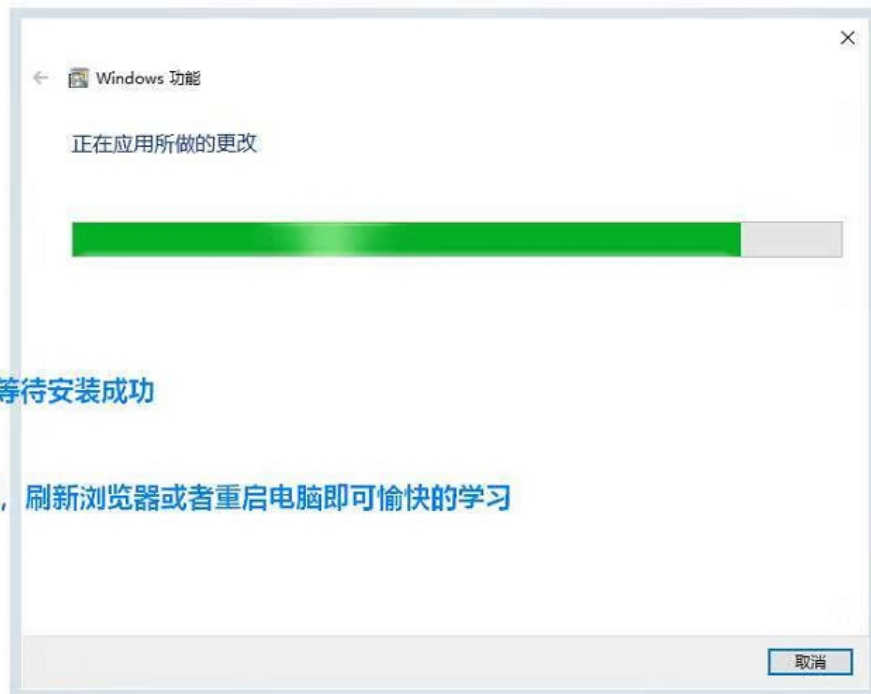 Windows 功能
正在应用所做的更改
等待安装成功
，刷新浏览器或者重启电脑即可愉快的学习
取消